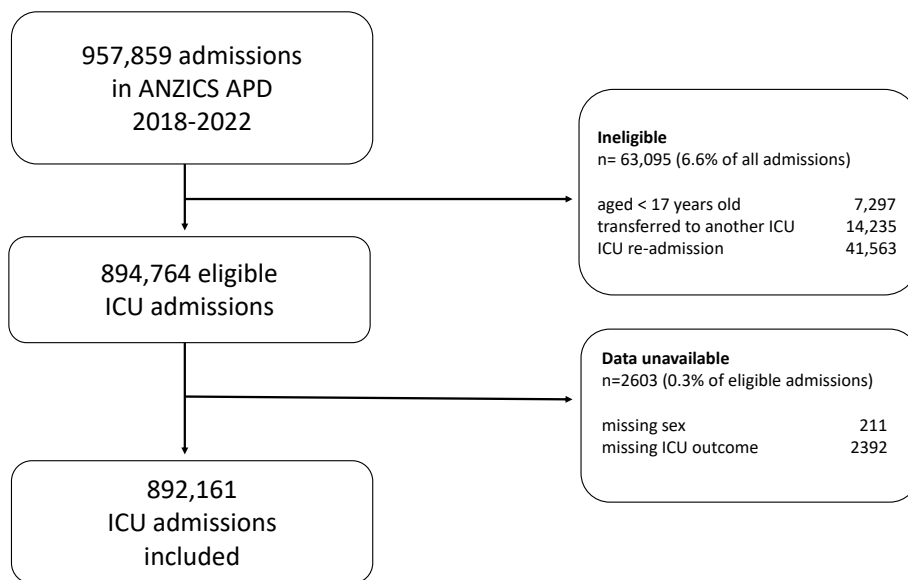 957,859 admissions
in ANZICS APD
2018-2022
Ineligible
n= 63,095 (6.6% of all admissions)
aged < 17 years old 7,297
transferred to another ICU 14,235
ICU re-admission 41,563
894,764 eligible
ICU admissions
Data unavailable
n=2603 (0.3% of eligible admissions)
missing sex 211
missing ICU outcome 2392
892,161
ICU admissions
included